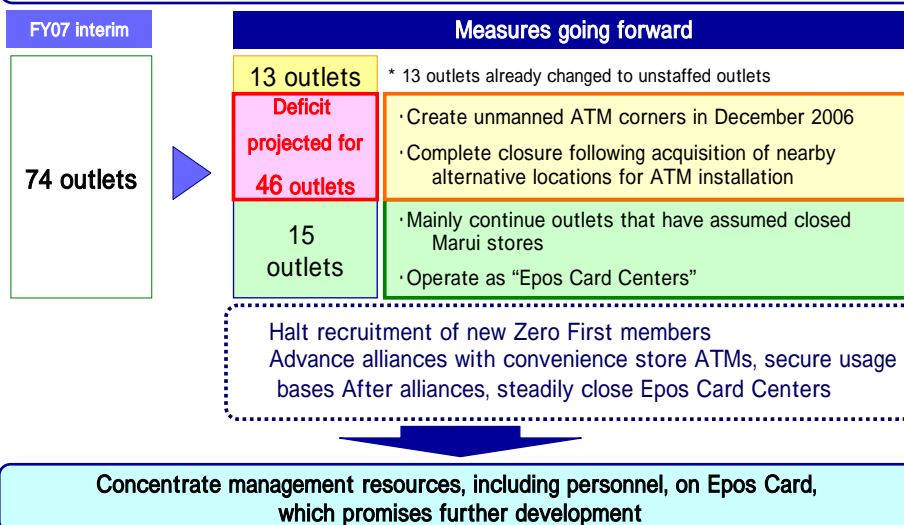 FY07 interim
Measures going forward
74 outlets
13 outlets
* 13 outlets already changed to unstaffed outlets
Deficit
projected for
46 outlets
・Create unmanned ATM corners in December 2006
・Complete closure following acquisition of nearby
alternative locations for ATM installation
15
outlets
・Mainly continue outlets that have assumed closed
Marui stores
・Operate as “Epos Card Centers”
Halt recruitment of new Zero First members
Advance alliances with convenience store ATMs, secure usage
bases After alliances, steadily close Epos Card Centers
Concentrate management resources, including personnel, on Epos Card,
which promises further development